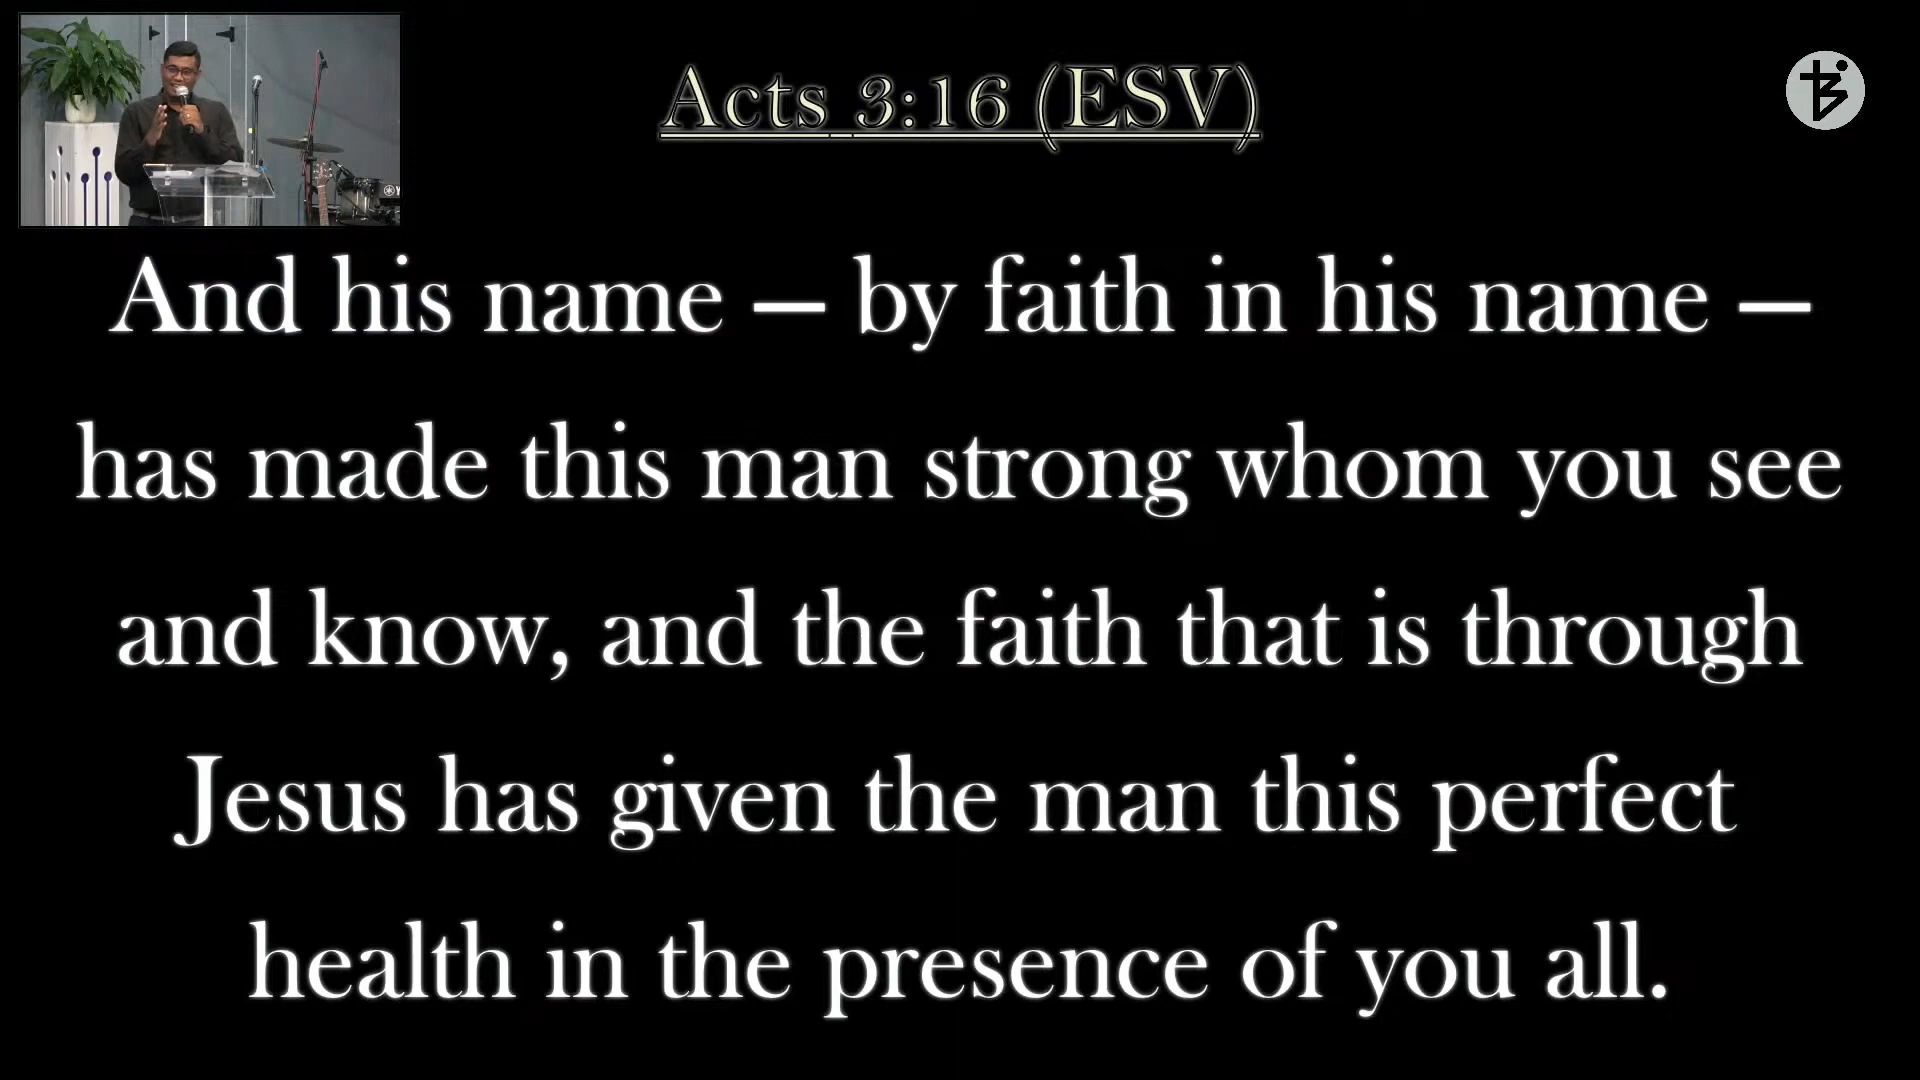 Acts 3:16 (ESV)
And his name — by faith in his name —
has made this man strong whom you see
and know, and the faith that is through
Jesus has given the man this perfect
health in the presence of you all.